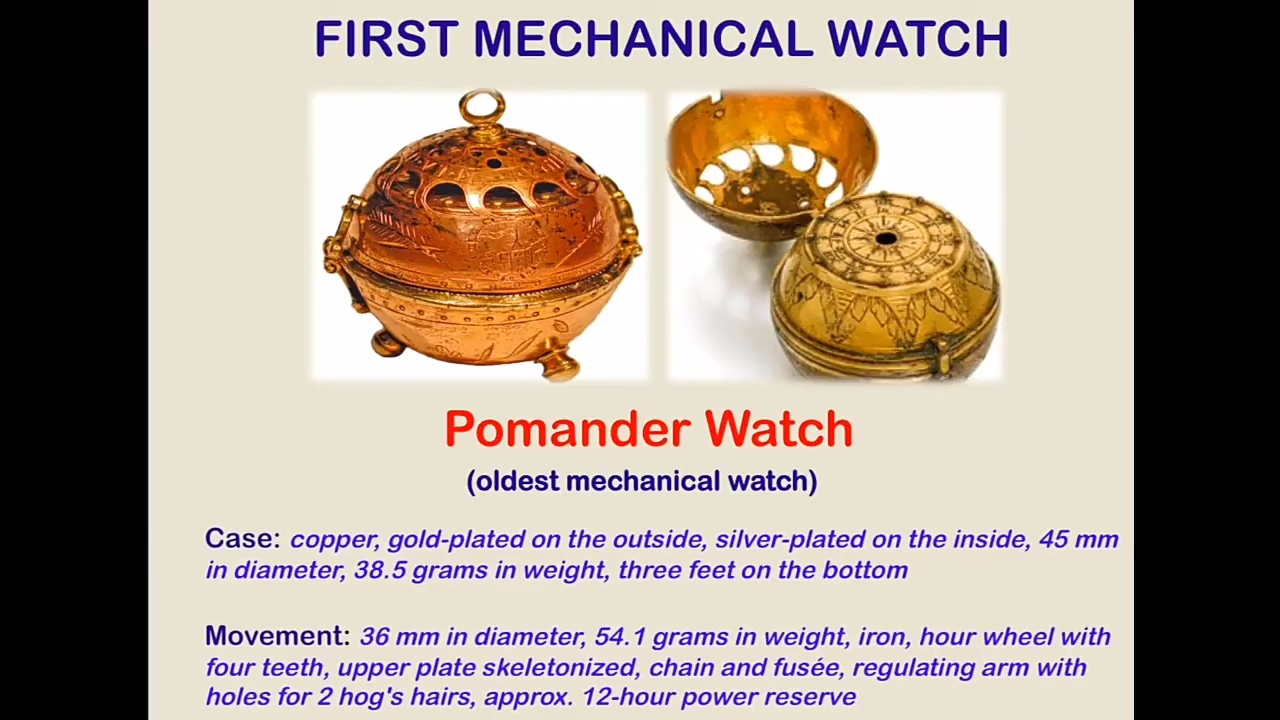 FIRST MECHANICAL WATCH
Pomander Watch
(oldest mechanical watch)
Case: copper, gold-plated on the outside, silver-plated on the inside, 45 mm
in diameter, 38.5 grams in weight, three feet on the bottom
Movement: 36 mm in diameter, 54.1 grams in weight, iron, hour wheel with
four teeth, upper plate skeletonized, chain and fusée, regulating arm with
holes for 2 hog's hairs, approx. 12-hour power reserve